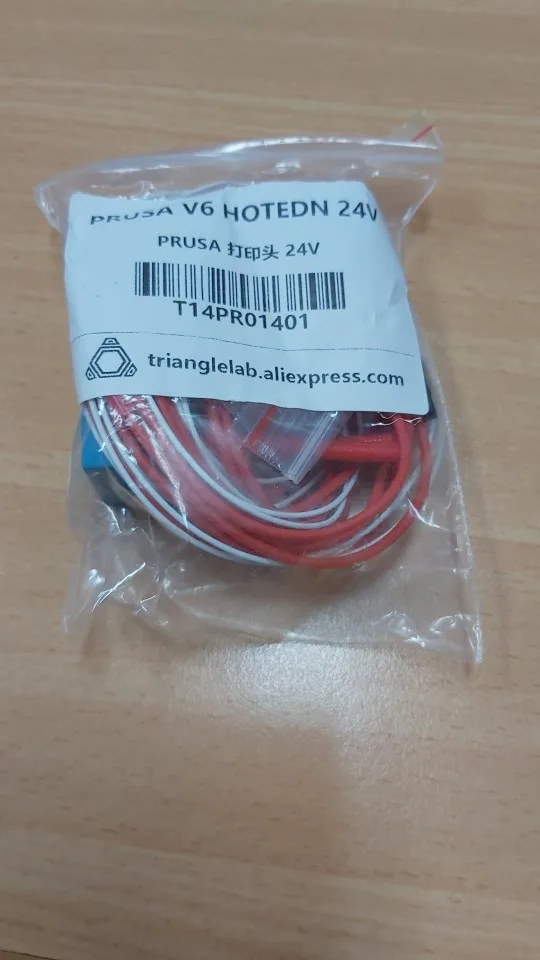 PRUSA V6 HOTEDN 24V
PRUSA 打印头 24V
T14PR01401
trianglelab.aliexpress.com